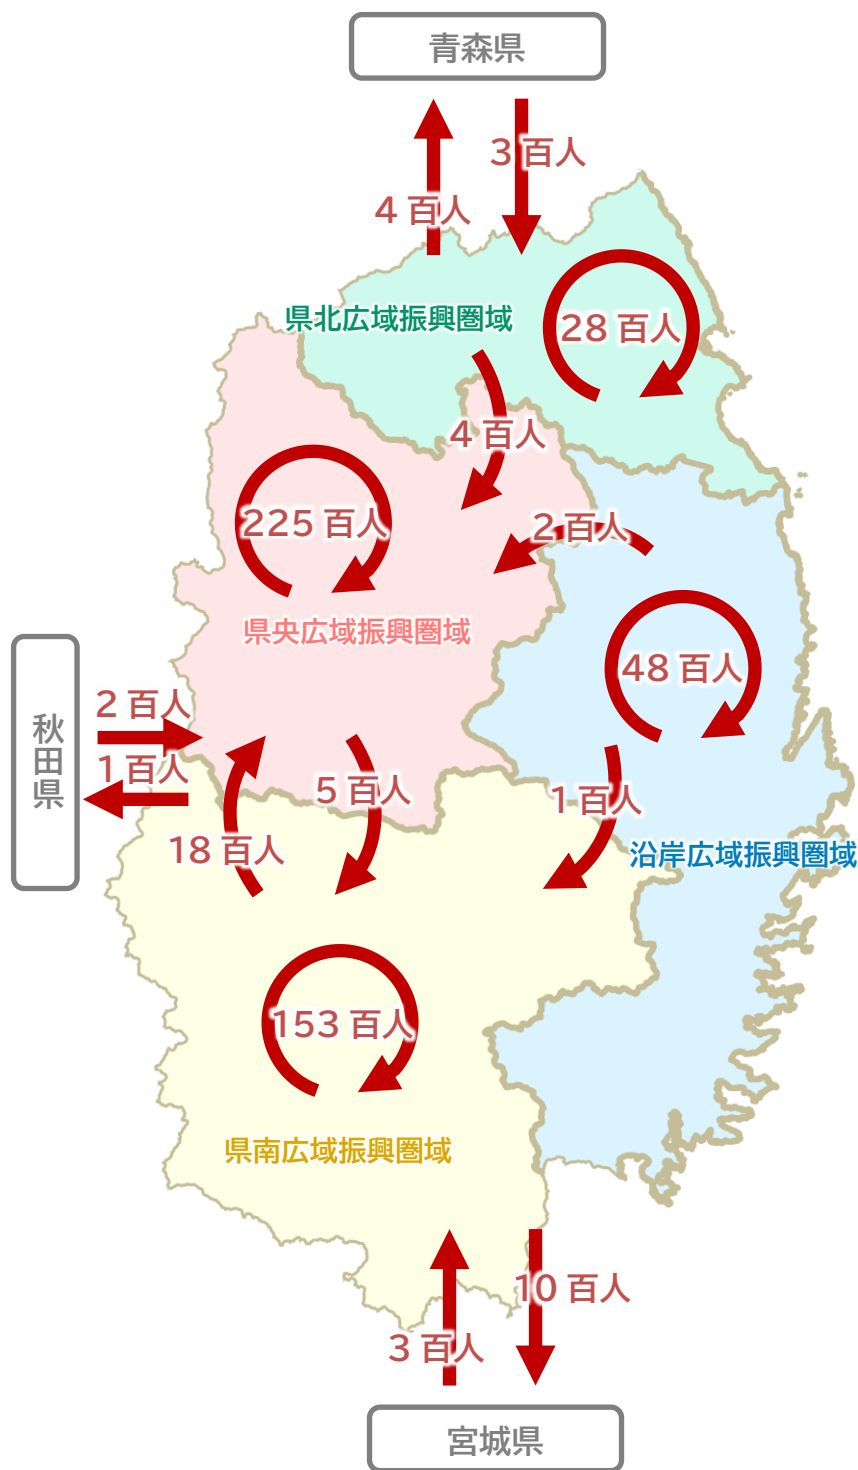 青森県
3 百人
4 百人
県北広域振興圏域
28 百人
4 百人
225 百人
2 百人
県央広域振興圏域
48 百人
秋田県
2 百人
1 百人
5 百人
1 百人
18 百人
沿岸広域振興圏域
153 百人
県南広域振興圏域
10 百人
3 百人
宮城県